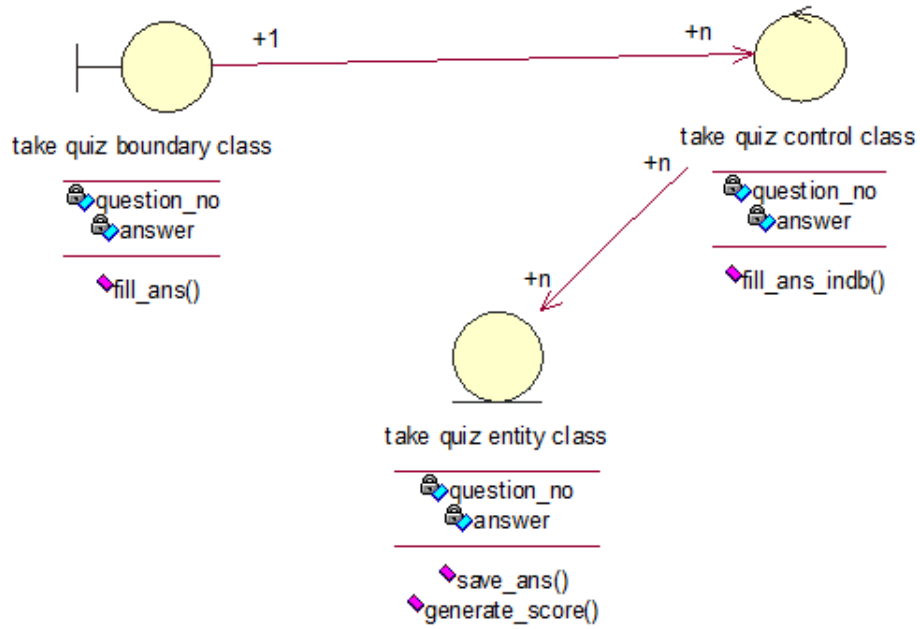 +1
+n
take quiz boundary class
question_no
answer
fill_ans()
take quiz control class
question_no
answer
fill_ans_indb()
+n
+n
take quiz entity class
question_no
answer
save_ans()
generate_score()